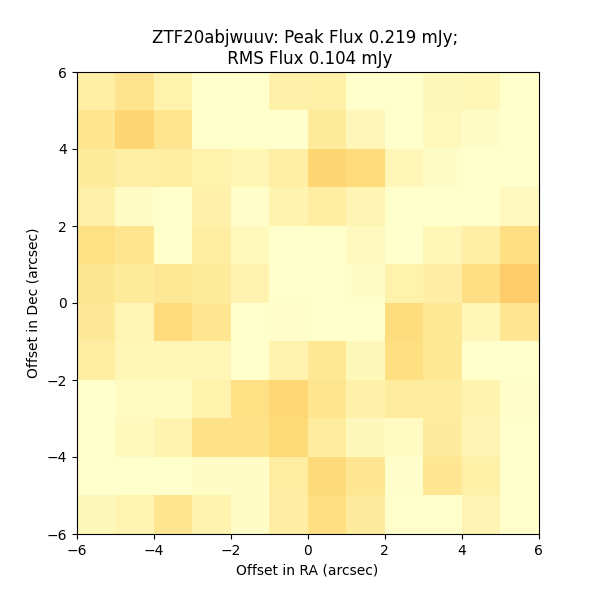 ZTF20abjwuuv: Peak Flux 0.219 mJy;
RMS Flux 0.104 mJy
6
4
2
0
−2
−4
−6
Offset in Dec (arcsec)
−6 −4 −2 0 2 4 6
Offset in RA (arcsec)